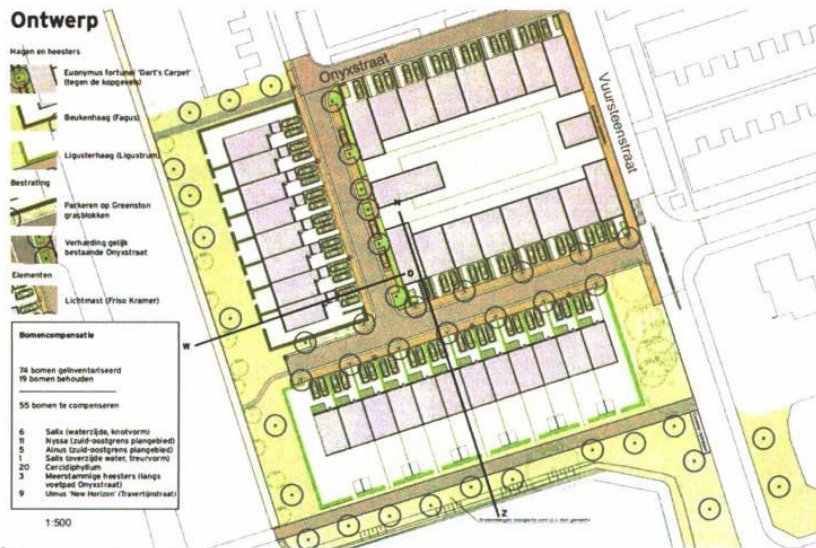 Ontwerp
Hagen en heesters
Euonymus fortunei 'Dart's Carpet'
(tegen de kopgevels)
Beukenhaag (Fagus)
Ligusterhaag (Ligustrum)
Bestrating
Parkeren op Greenston
grasblokken
Verharding gelijk
bestaande Onyxstraat
Elementen
Lichtmast (Friso Kramer)
Bomencompensatie
74 bomen geïnventariseerd
19 bomen behouden
55 bomen te compenseren
6 Salix (waterzijde, knotvorm)
11 Nyssa (zuid-oostgrens plangebied)
5 Alnus (zuid-oostgrens plangebied)
1 Salix (overzijde water, treurvorm)
20 Cercidiphyllum
3 Meerstammige heesters (langs
voetpad Onyxstraat)
9 Ulmus 'New Horizon' (Travertijnstraat)
1:500
Onyxstraat
Vuursteenstraat
N
O
W
Z